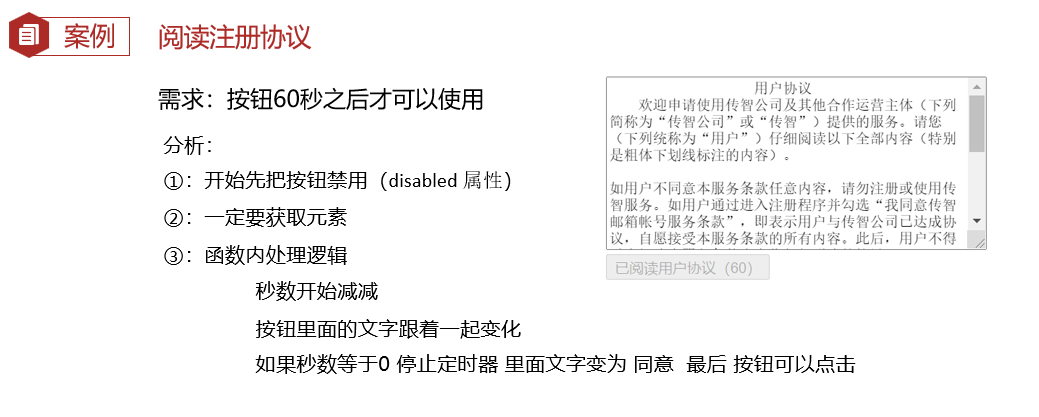 案例
阅读注册协议
需求：按钮60秒之后才可以使用
分析：
①：开始先把按钮禁用（disabled 属性）
②：一定要获取元素
③：函数内处理逻辑
秒数开始减减
按钮里面的文字跟着一起变化
如果秒数等于0 停止定时器 里面文字变为 同意 最后 按钮可以点击
用户协议
欢迎申请使用传智公司及其他合作运营主体（下列
简称为“传智公司”或“传智”）提供的服务。请您
（下列统称为“用户”）仔细阅读以下全部内容（特别
是粗体下划线标注的内容）。
如用户不同意本服务条款任意内容，请勿注册或使用传
智服务。如用户通过进入注册程序并勾选“我同意传智
邮箱帐号服务条款”，即表示用户与传智公司已达成协
议，自愿接受本服务条款的所有内容。此后，用户不得
已阅读用户协议（60）